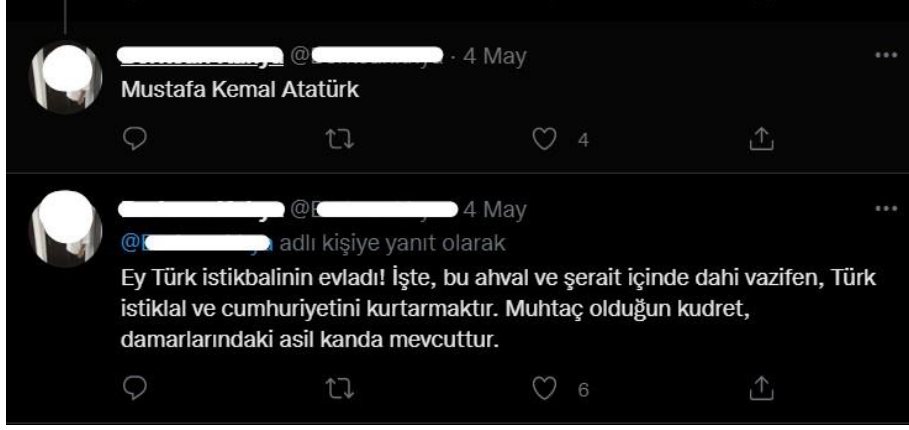 @ · 4 May
Mustafa Kemal Atatürk
4
@ 4 May
@ adlı kişiye yanıt olarak
Ey Türk istikbalinin evladı! İşte, bu ahval ve şerait içinde dahi vazifen, Türk
istiklal ve cumhuriyetini kurtarmaktır. Muhtaç olduğun kudret,
damarlarındaki asil kanda mevcuttur.
6